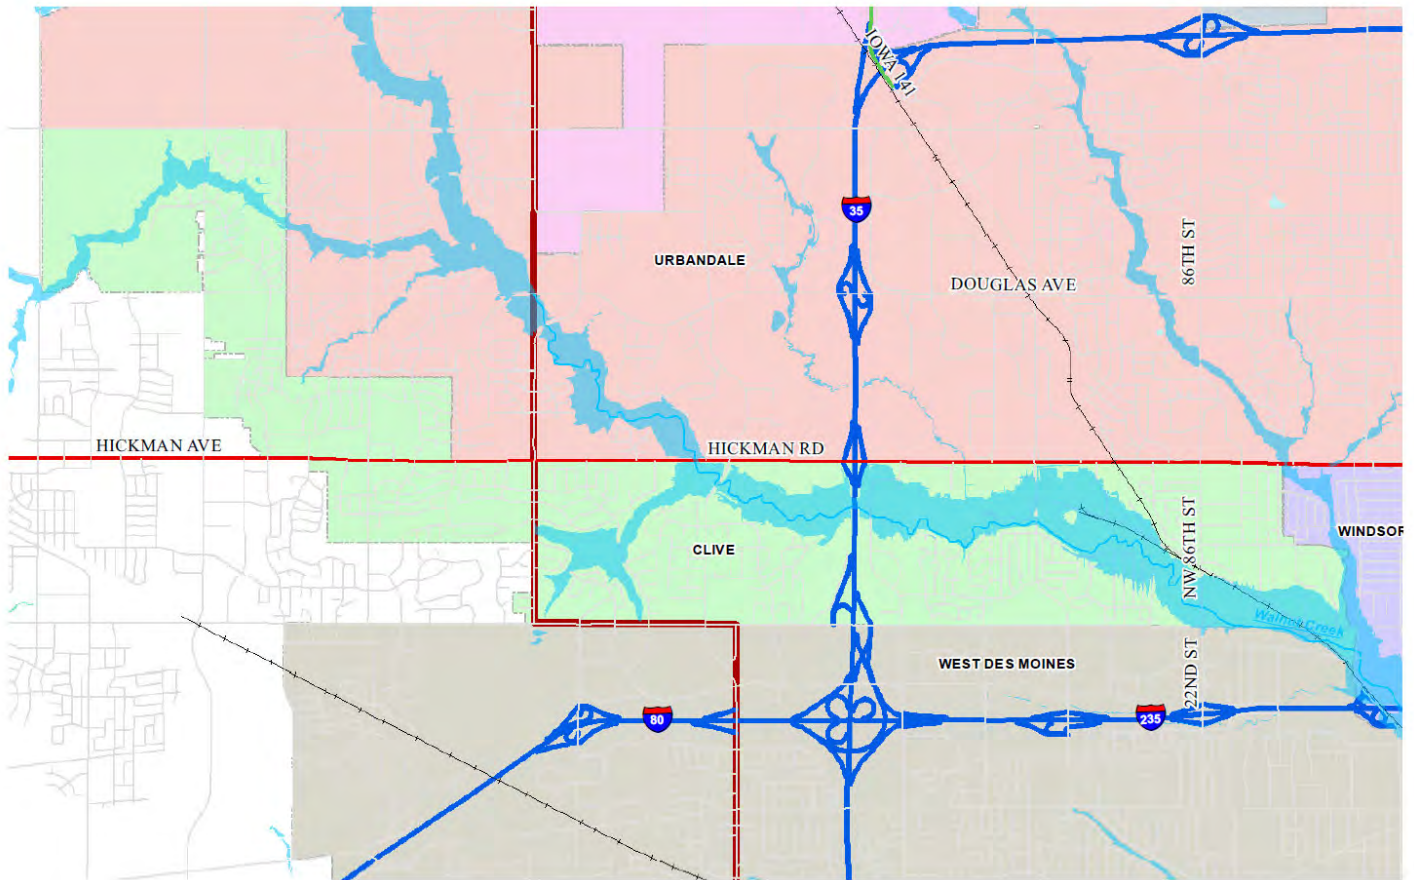 IOWA 141
35
86TH ST
URBANDALE
DOUGLAS AVE
HICKMAN AVE
HICKMAN RD
WINDSOR
CLIVE
NW 86TH ST
Walnut Creek
WEST DES MOINES
22ND ST
80
235